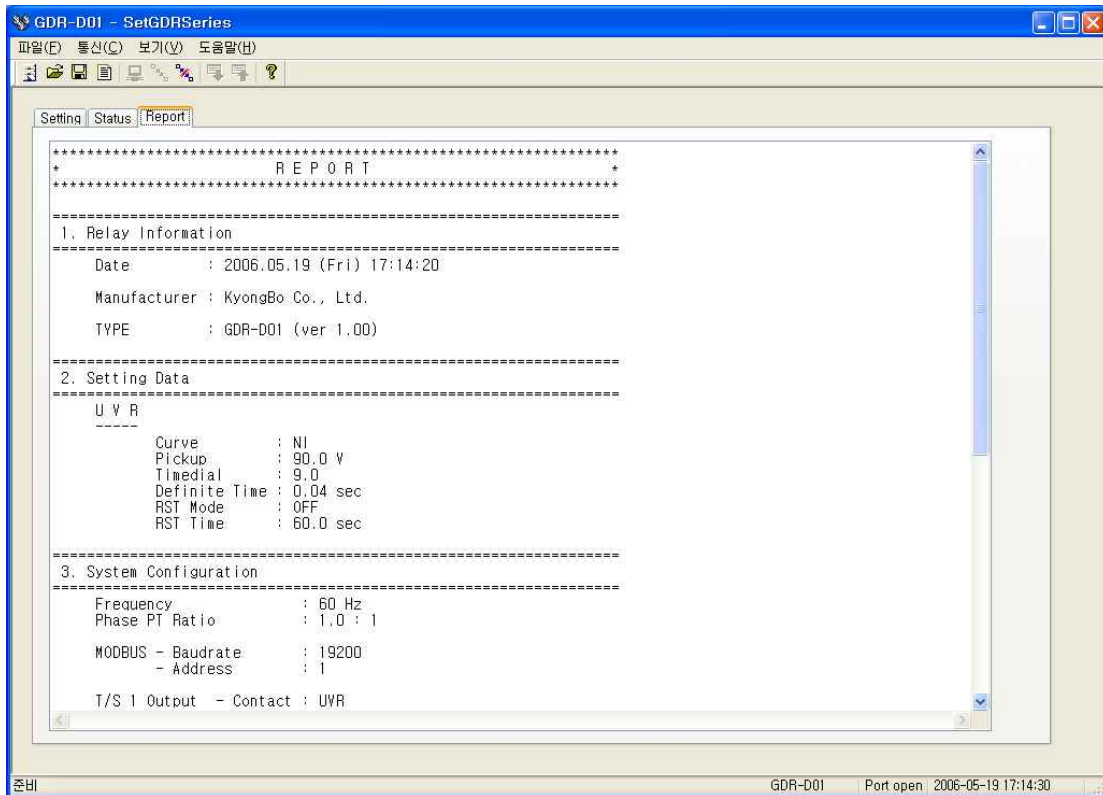 GDR-D01 - SetGDRSeries
파일(F) 통신(C) 보기(V) 도움말(H)
Setting Status Report
*******************************************************************
* R E P O R T *
*******************************************************************
===================================================================
1. Relay Information
===================================================================
Date : 2006.05.19 (Fri) 17:14:20
Manufacturer : KyongBo Co., Ltd.
TYPE : GDR-D01 (ver 1.00)
===================================================================
2. Setting Data
===================================================================
U V R
-----
Curve : NI
Pickup : 90.0 V
Timedial : 9.0
Definite Time : 0.04 sec
RST Mode : OFF
RST Time : 60.0 sec
===================================================================
3. System Configuration
===================================================================
Frequency : 60 Hz
Phase PT Ratio : 1.0 : 1
MODBUS - Baudrate : 19200
- Address : 1
T/S 1 Output - Contact : UVR
준비 GDR-D01 Port open 2006-05-19 17:14:30